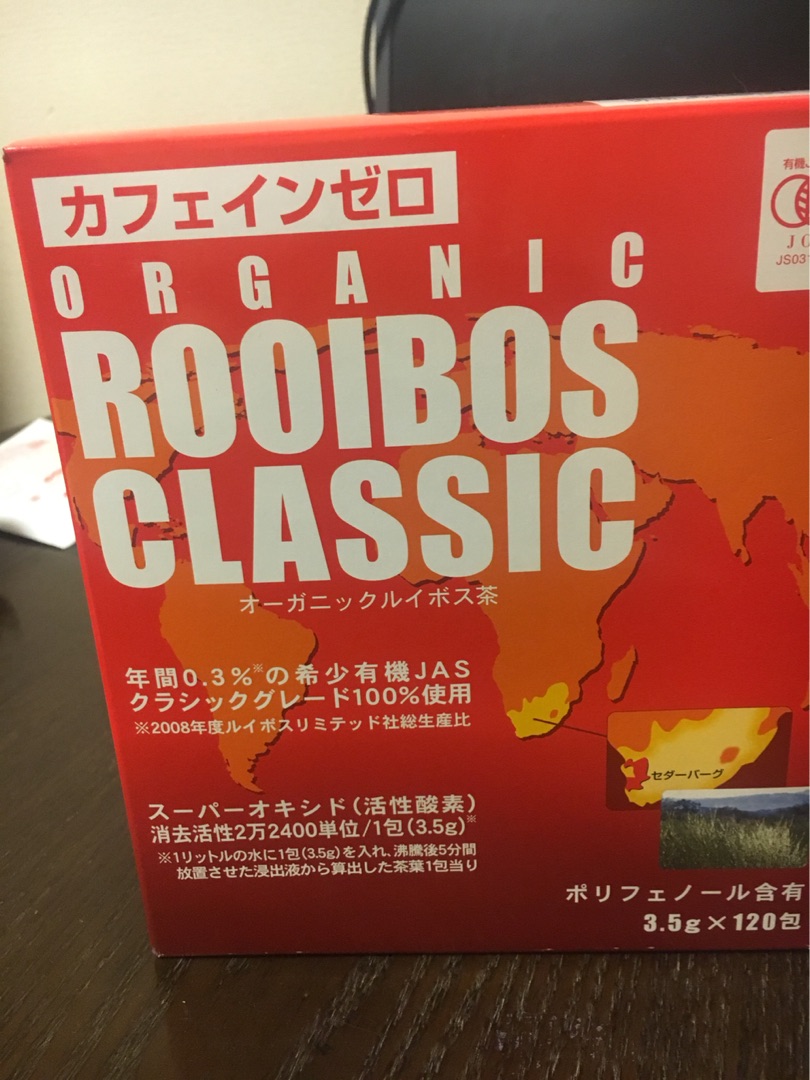 カフェインゼロ
ORGANIC
ROOIBOS
CLASSIC
オーガニックルイボス茶
年間0.3%※の希少有機JAS
クラシックグレード100%使用
※2008年度ルイボスリミテッド社総生産比
スーパーオキシド(活性酸素)
消去活性2万2400単位/1包(3.5g)※
※1リットルの水に1包(3.5g)を入れ、沸騰後5分間
放置させた浸出液から算出した茶葉1包当り
有機
JS03
セダーバーグ
ポリフェノール含有
3.5g×120包